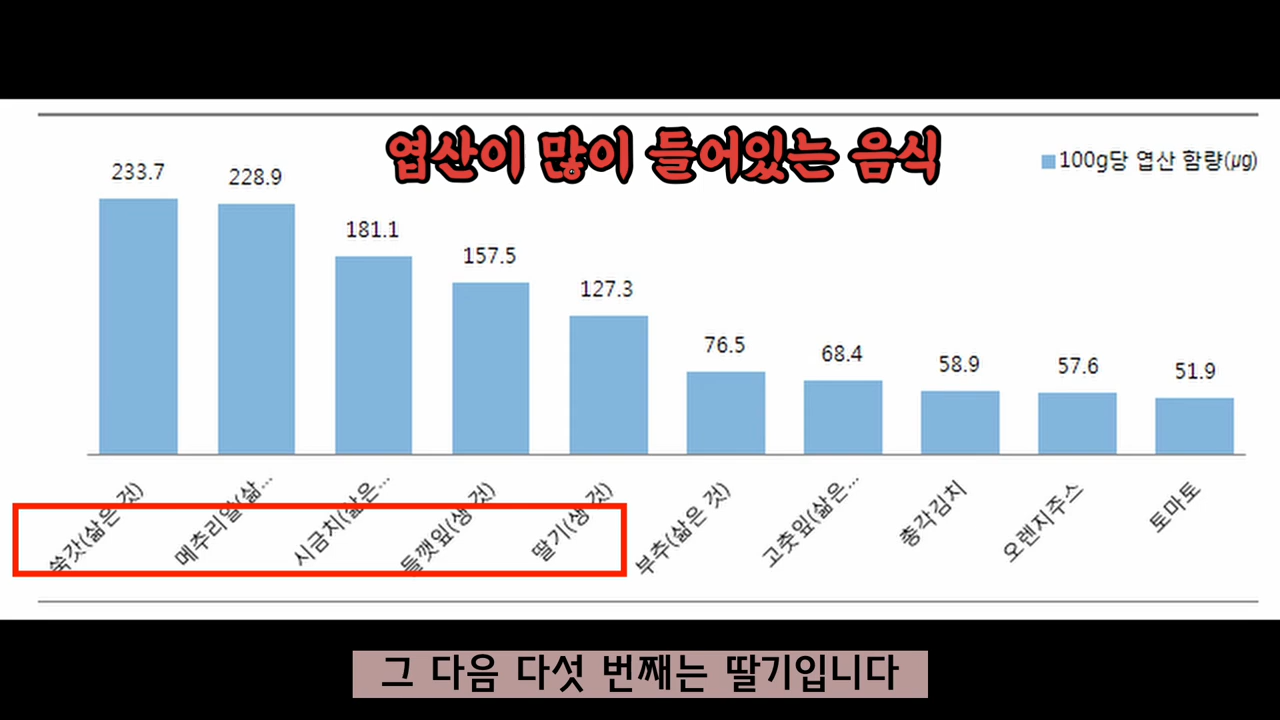 엽산이 많이 들어있는 음식
100g당 엽산 함량(㎍)
233.7
228.9
181.1
157.5
127.3
76.5
68.4
58.9
57.6
51.9
쑥갓(삶은 것)
메추리알(삶...
시금치(삶은...
들깻잎(생 것)
딸기(생 것)
부추(삶은 것)
고춧잎(삶은...
총각김치
오렌지주스
토마토
그 다음 다섯 번째는 딸기입니다